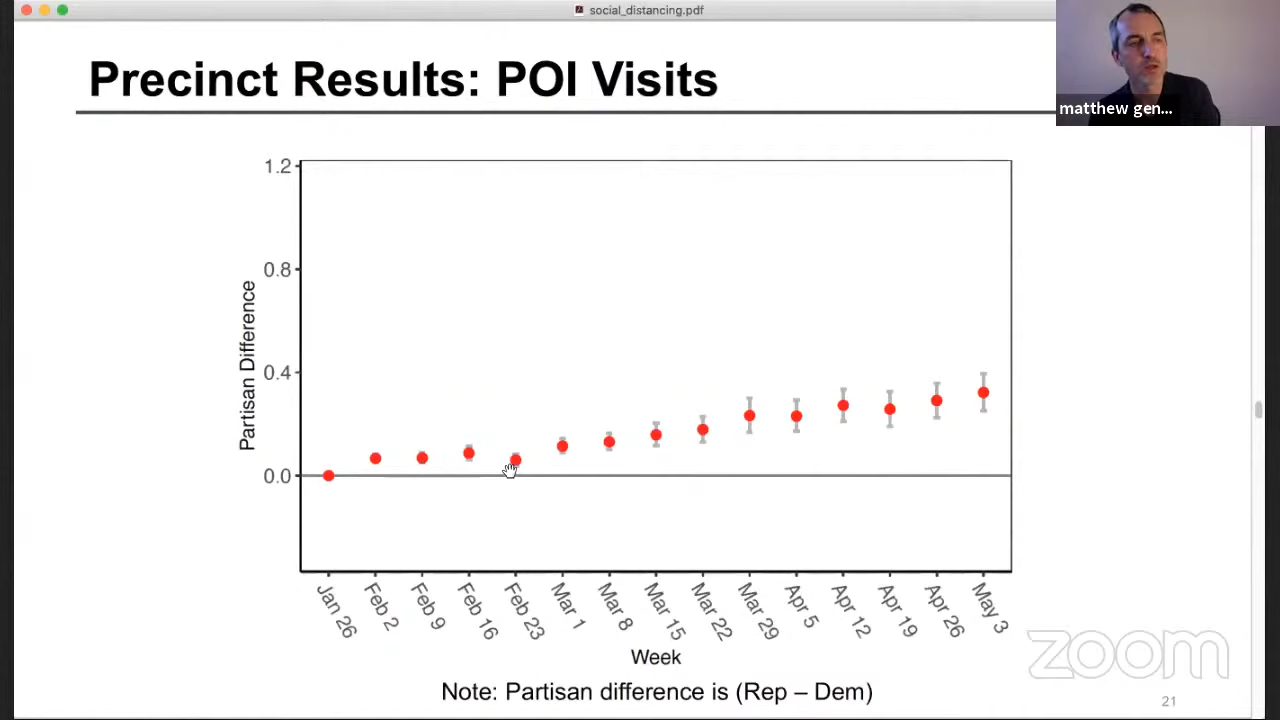 social_distancing.pdf
matthew gen...
Precinct Results: POI Visits
1.2
0.8
0.4
0.0
Partisan Difference
Jan 26
Feb 2
Feb 9
Feb 16
Feb 23
Mar 1
Mar 8
Mar 15
Mar 22
Mar 29
Apr 5
Apr 12
Apr 19
Apr 26
May 3
Week
Note: Partisan difference is (Rep – Dem)
zoom
21